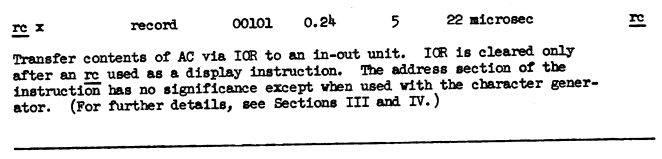 rc x record 00101 0.24 5 22 microsec rc
Transfer contents of AC via IOR to an in-out unit. IOR is cleared only
after an rc used as a display instruction. The address section of the
instruction has no significance except when used with the character gener-
ator. (For further details, see Sections III and IV.)